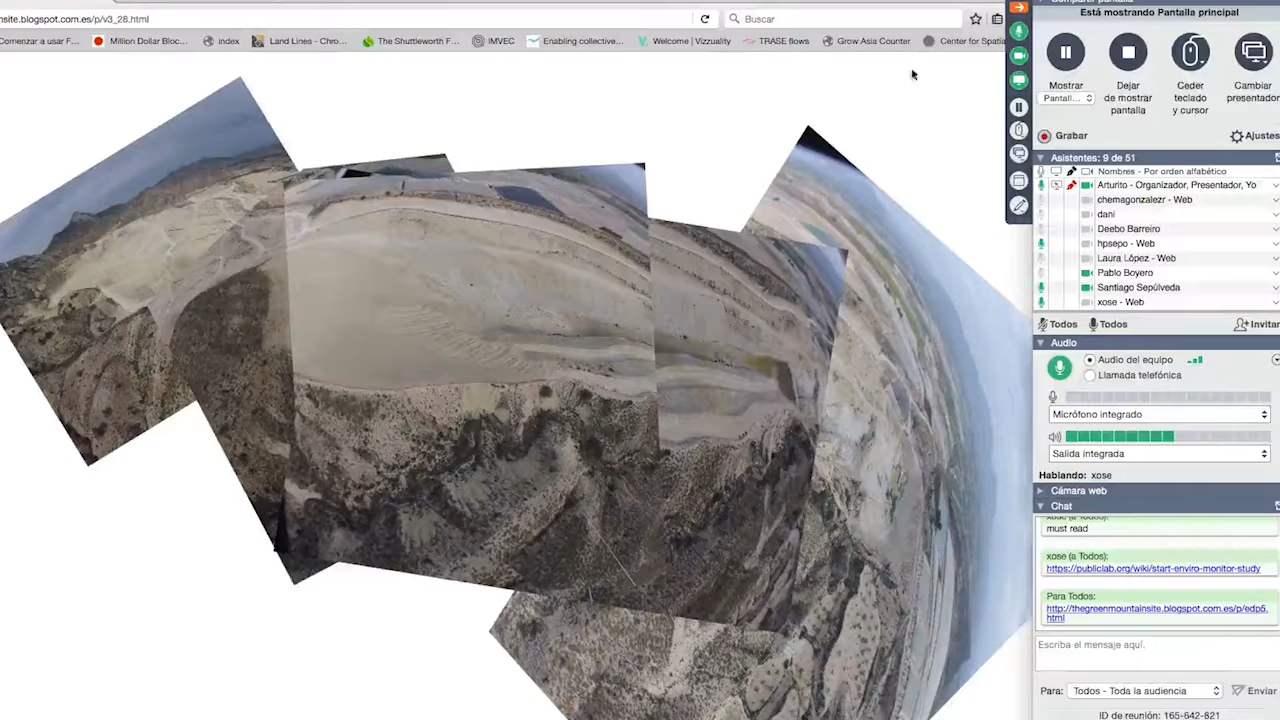 nsite.blogspot.com.es/p/v3_28.html
Buscar
Comenzar a usar F…
Million Dollar Bloc…
index
Land Lines – Chro…
The Shuttleworth F…
IMVEC
Enabling collective…
Welcome | Vizzuality
TRASE flows
Grow Asia Counter
Center for Spatia
Está mostrando Pantalla principal
Mostrar
Pantall…
Dejar
de mostrar
pantalla
Ceder
teclado
y cursor
Cambiar
presentador
Grabar
Ajustes
Asistentes: 9 de 51
Nombres - Por orden alfabético
Arturito - Organizador, Presentador, Yo
chemagonzalezr - Web
dani
Deebo Barreiro
hpsepo - Web
Laura López - Web
Pablo Boyero
Santiago Sepúlveda
xose - Web
Todos
Todos
Invitar
Audio
Audio del equipo
Llamada telefónica
Micrófono integrado
Salida integrada
Hablando: xose
Cámara web
Chat
must read
xose (a Todos):
https://publiclab.org/wiki/start-enviro-monitor-study
Para Todos:
http://thegreenmountainsite.blogspot.com.es/p/edp5.
html
Escriba el mensaje aquí.
Para:
Todos - Toda la audiencia
Enviar
ID de reunión: 165-642-821